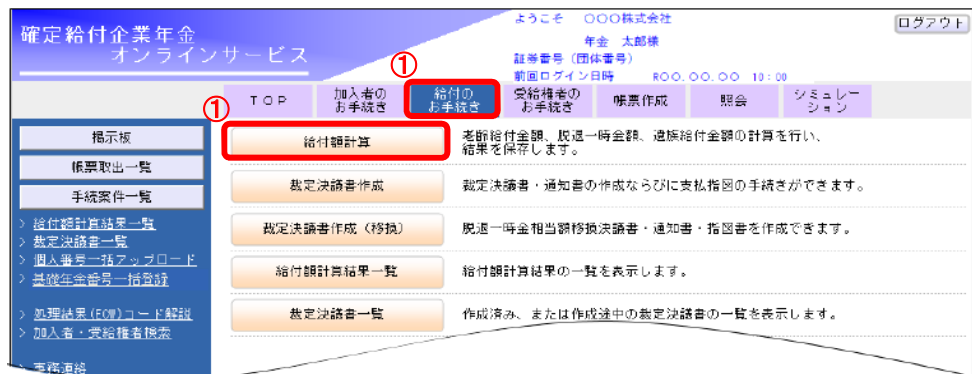 確定給付企業年金
オンラインサービス
ようこそ 〇〇〇株式会社
年金 太郎様
証券番号（団体番号）
前回ログイン日時 R〇〇.〇〇.〇〇 10：00
ログアウト
①
①
ＴＯＰ
加入者の
お手続き
給付の
お手続き
受給権者の
お手続き
帳票作成
照会
シミュレー
ション
掲示板
帳票取出一覧
手続案件一覧
> 給付額計算結果一覧
> 裁定決議書一覧
> 個人番号一括アップロード
> 基礎年金番号一括登録
> 処理結果(EOW)コード解説
> 加入者・受給権者検索
> 事務連絡
給付額計算
老齢給付金額、脱退一時金額、遺族給付金額の計算を行い、
結果を保存します。
裁定決議書作成
裁定決議書・通知書の作成ならびに支払指図の手続きができます。
裁定決議書作成（移換）
脱退一時金相当額移換決議書・通知書・指図書を作成できます。
給付額計算結果一覧
給付額計算結果の一覧を表示します。
裁定決議書一覧
作成済み、または作成途中の裁定決議書の一覧を表示します。